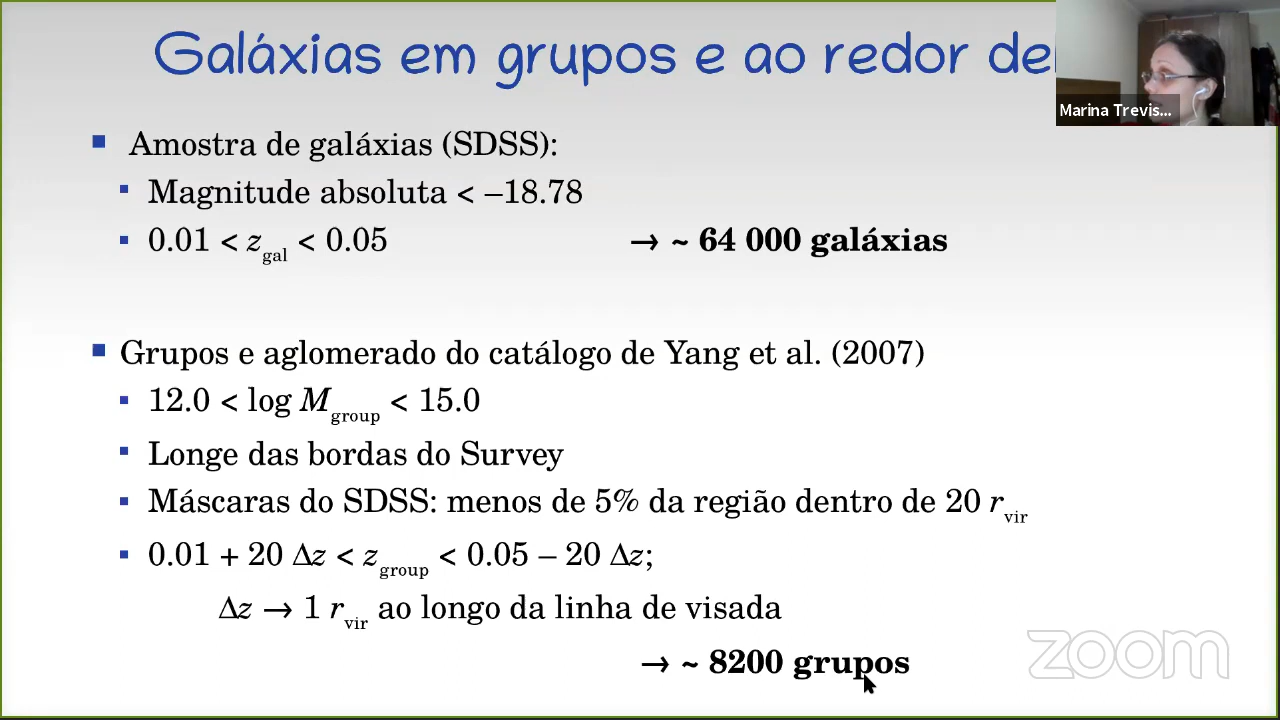 Galáxias em grupos e ao redor
Marina Trevis...
▪ Amostra de galáxias (SDSS):
▪ Magnitude absoluta < –18.78
▪ 0.01 < z_gal < 0.05 → ~ 64 000 galáxias
▪ Grupos e aglomerado do catálogo de Yang et al. (2007)
▪ 12.0 < log M_group < 15.0
▪ Longe das bordas do Survey
▪ Máscaras do SDSS: menos de 5% da região dentro de 20 r_vir
▪ 0.01 + 20 Δz < z_group < 0.05 – 20 Δz;
Δz → 1 r_vir ao longo da linha de visada
→ ~ 8200 grupos
zoom